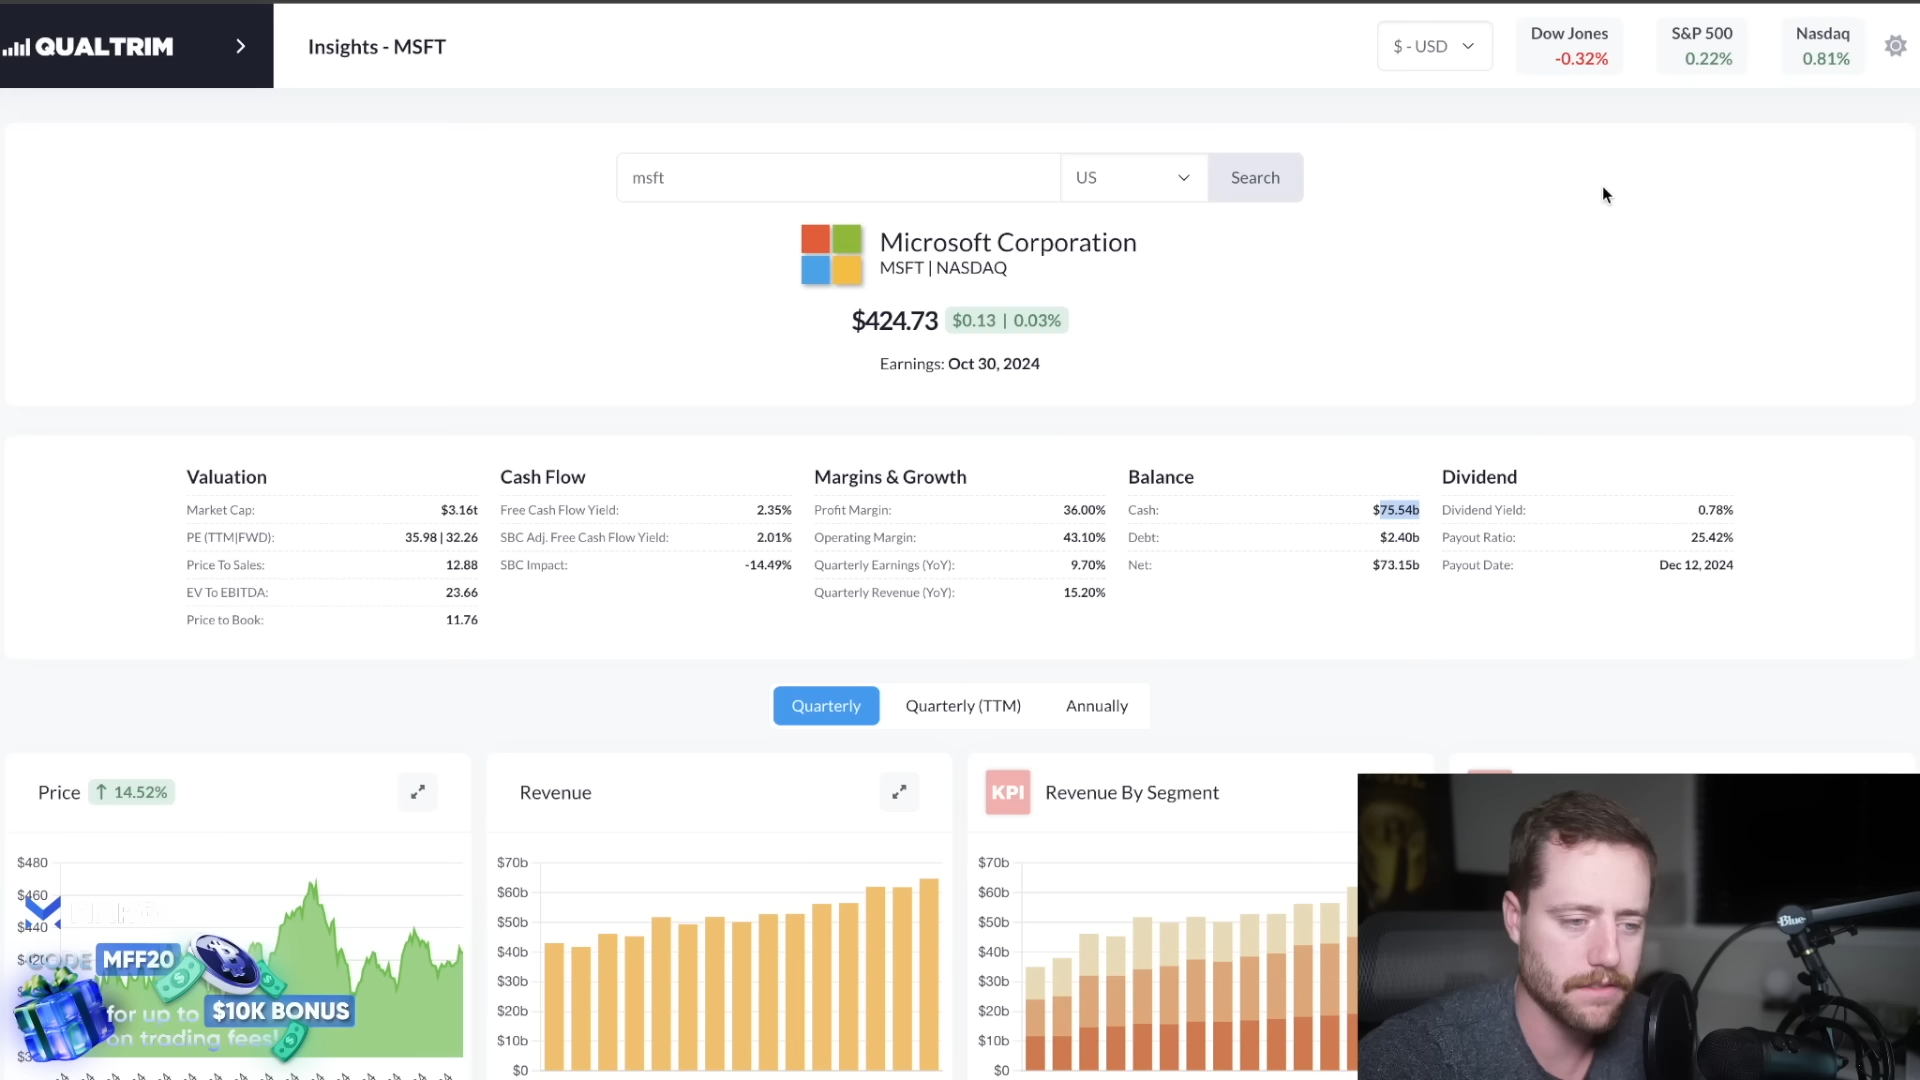 QUALTRIM
Insights - MSFT
$ - USD
Dow Jones
-0.32%
S&P 500
0.22%
Nasdaq
0.81%
msft
US
Search
Microsoft Corporation
MSFT | NASDAQ
$424.73 $0.13 | 0.03%
Earnings: Oct 30, 2024
Valuation
Market Cap: $3.16t
PE (TTM|FWD): 35.98 | 32.26
Price To Sales: 12.88
EV To EBITDA: 23.66
Price to Book: 11.76
Cash Flow
Free Cash Flow Yield: 2.35%
SBC Adj. Free Cash Flow Yield: 2.01%
SBC Impact: -14.49%
Margins & Growth
Profit Margin: 36.00%
Operating Margin: 43.10%
Quarterly Earnings (YoY): 9.70%
Quarterly Revenue (YoY): 15.20%
Balance
Cash: $75.54b
Debt: $2.40b
Net: $73.15b
Dividend
Dividend Yield: 0.78%
Payout Ratio: 25.42%
Payout Date: Dec 12, 2024
Quarterly
Quarterly (TTM)
Annually
Price ↑ 14.52%
$480
$460
$440
CODE MFF20
for up to $10K BONUS
on trading fees!
Revenue
$70b
$60b
$50b
$40b
$30b
$20b
$10b
$0
KPI Revenue By Segment
$70b
$60b
$50b
$40b
$30b
$20b
$10b
$0
Blue